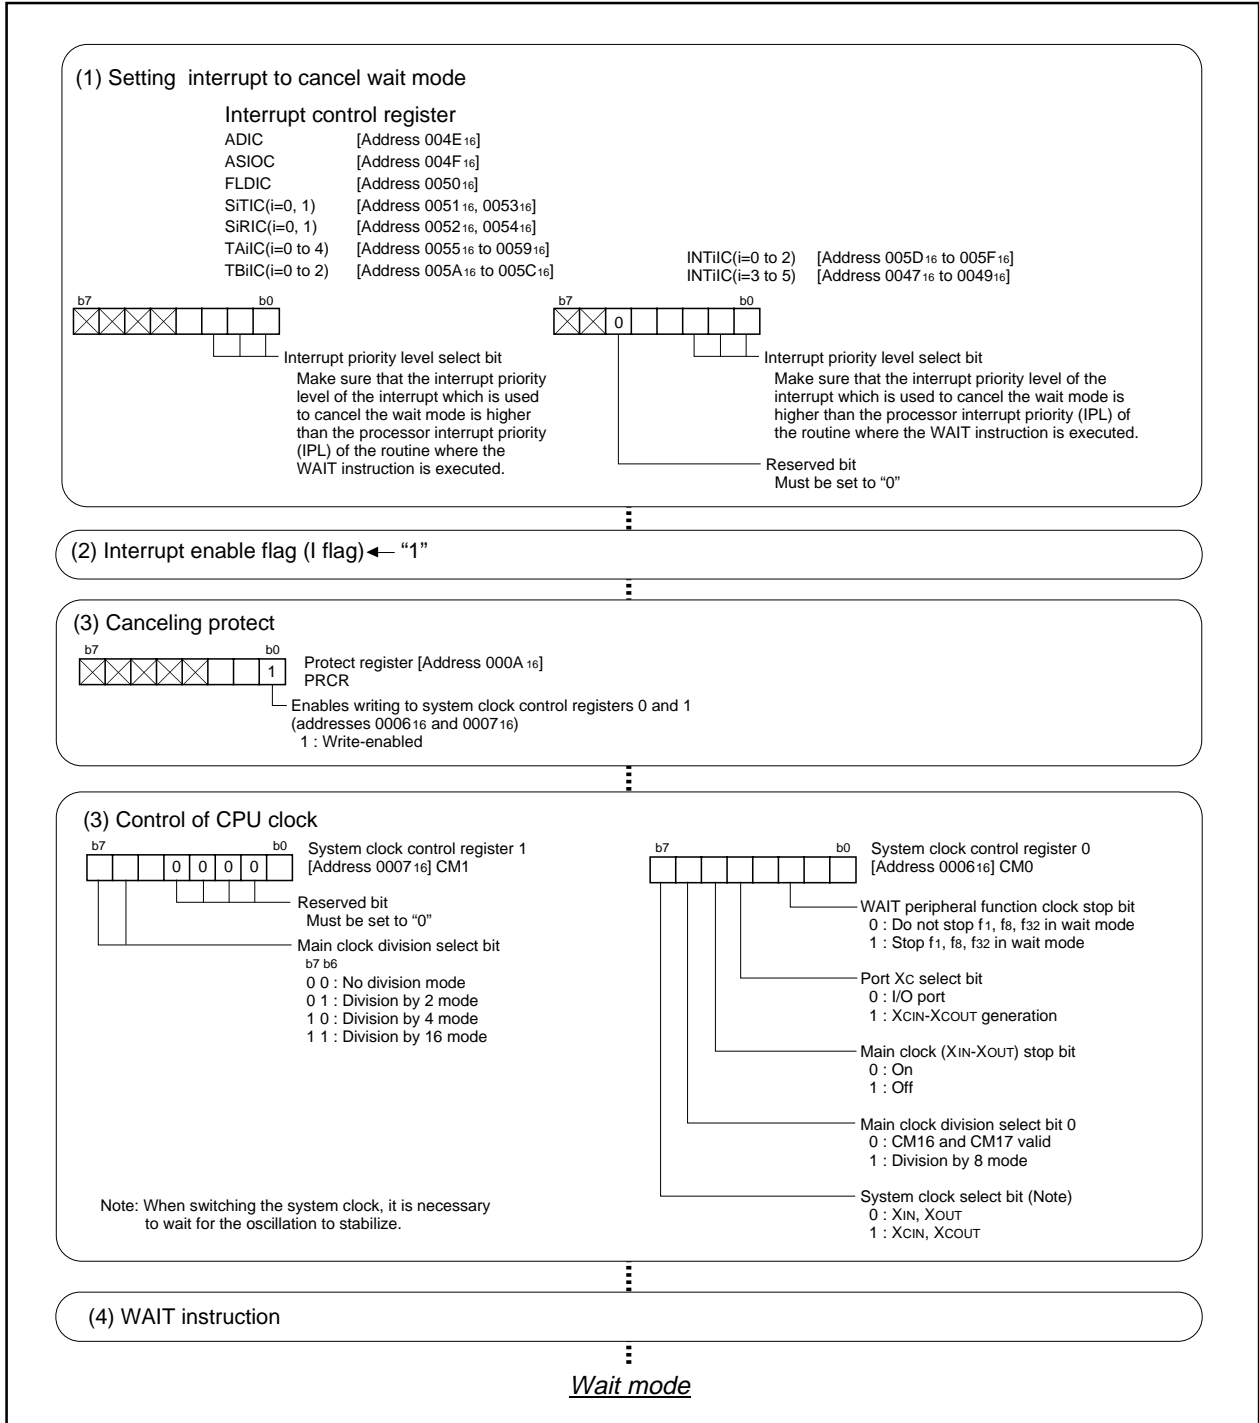 (1) Setting interrupt to cancel wait mode
Interrupt control register
ADIC [Address 004E16]
ASIOC [Address 004F16]
FLDIC [Address 005016]
SiTIC(i=0, 1) [Address 005116, 005316]
SiRIC(i=0, 1) [Address 005216, 005416]
TAiIC(i=0 to 4) [Address 005516 to 005916]
TBiIC(i=0 to 2) [Address 005A16 to 005C16]
b7 b0
Interrupt priority level select bit
Make sure that the interrupt priority
level of the interrupt which is used
to cancel the wait mode is higher
than the processor interrupt priority
(IPL) of the routine where the
WAIT instruction is executed.
INTiIC(i=0 to 2) [Address 005D16 to 005F16]
INTiIC(i=3 to 5) [Address 004716 to 004916]
b7 b0
0
Interrupt priority level select bit
Make sure that the interrupt priority level of the
interrupt which is used to cancel the wait mode is
higher than the processor interrupt priority (IPL) of
the routine where the WAIT instruction is executed.
Reserved bit
Must be set to “0”
(2) Interrupt enable flag (I flag) ← “1”
(3) Canceling protect
b7 b0
1
Protect register [Address 000A16]
PRCR
Enables writing to system clock control registers 0 and 1
(addresses 000616 and 000716)
1 : Write-enabled
(3) Control of CPU clock
b7 b0
0 0 0 0
System clock control register 1
[Address 000716] CM1
Reserved bit
Must be set to “0”
Main clock division select bit
b7 b6
0 0 : No division mode
0 1 : Division by 2 mode
1 0 : Division by 4 mode
1 1 : Division by 16 mode
Note: When switching the system clock, it is necessary
to wait for the oscillation to stabilize.
b7 b0
System clock control register 0
[Address 000616] CM0
WAIT peripheral function clock stop bit
0 : Do not stop f1, f8, f32 in wait mode
1 : Stop f1, f8, f32 in wait mode
Port XC select bit
0 : I/O port
1 : XCIN-XCOUT generation
Main clock (XIN-XOUT) stop bit
0 : On
1 : Off
Main clock division select bit 0
0 : CM16 and CM17 valid
1 : Division by 8 mode
System clock select bit (Note)
0 : XIN, XOUT
1 : XCIN, XCOUT
(4) WAIT instruction
Wait mode